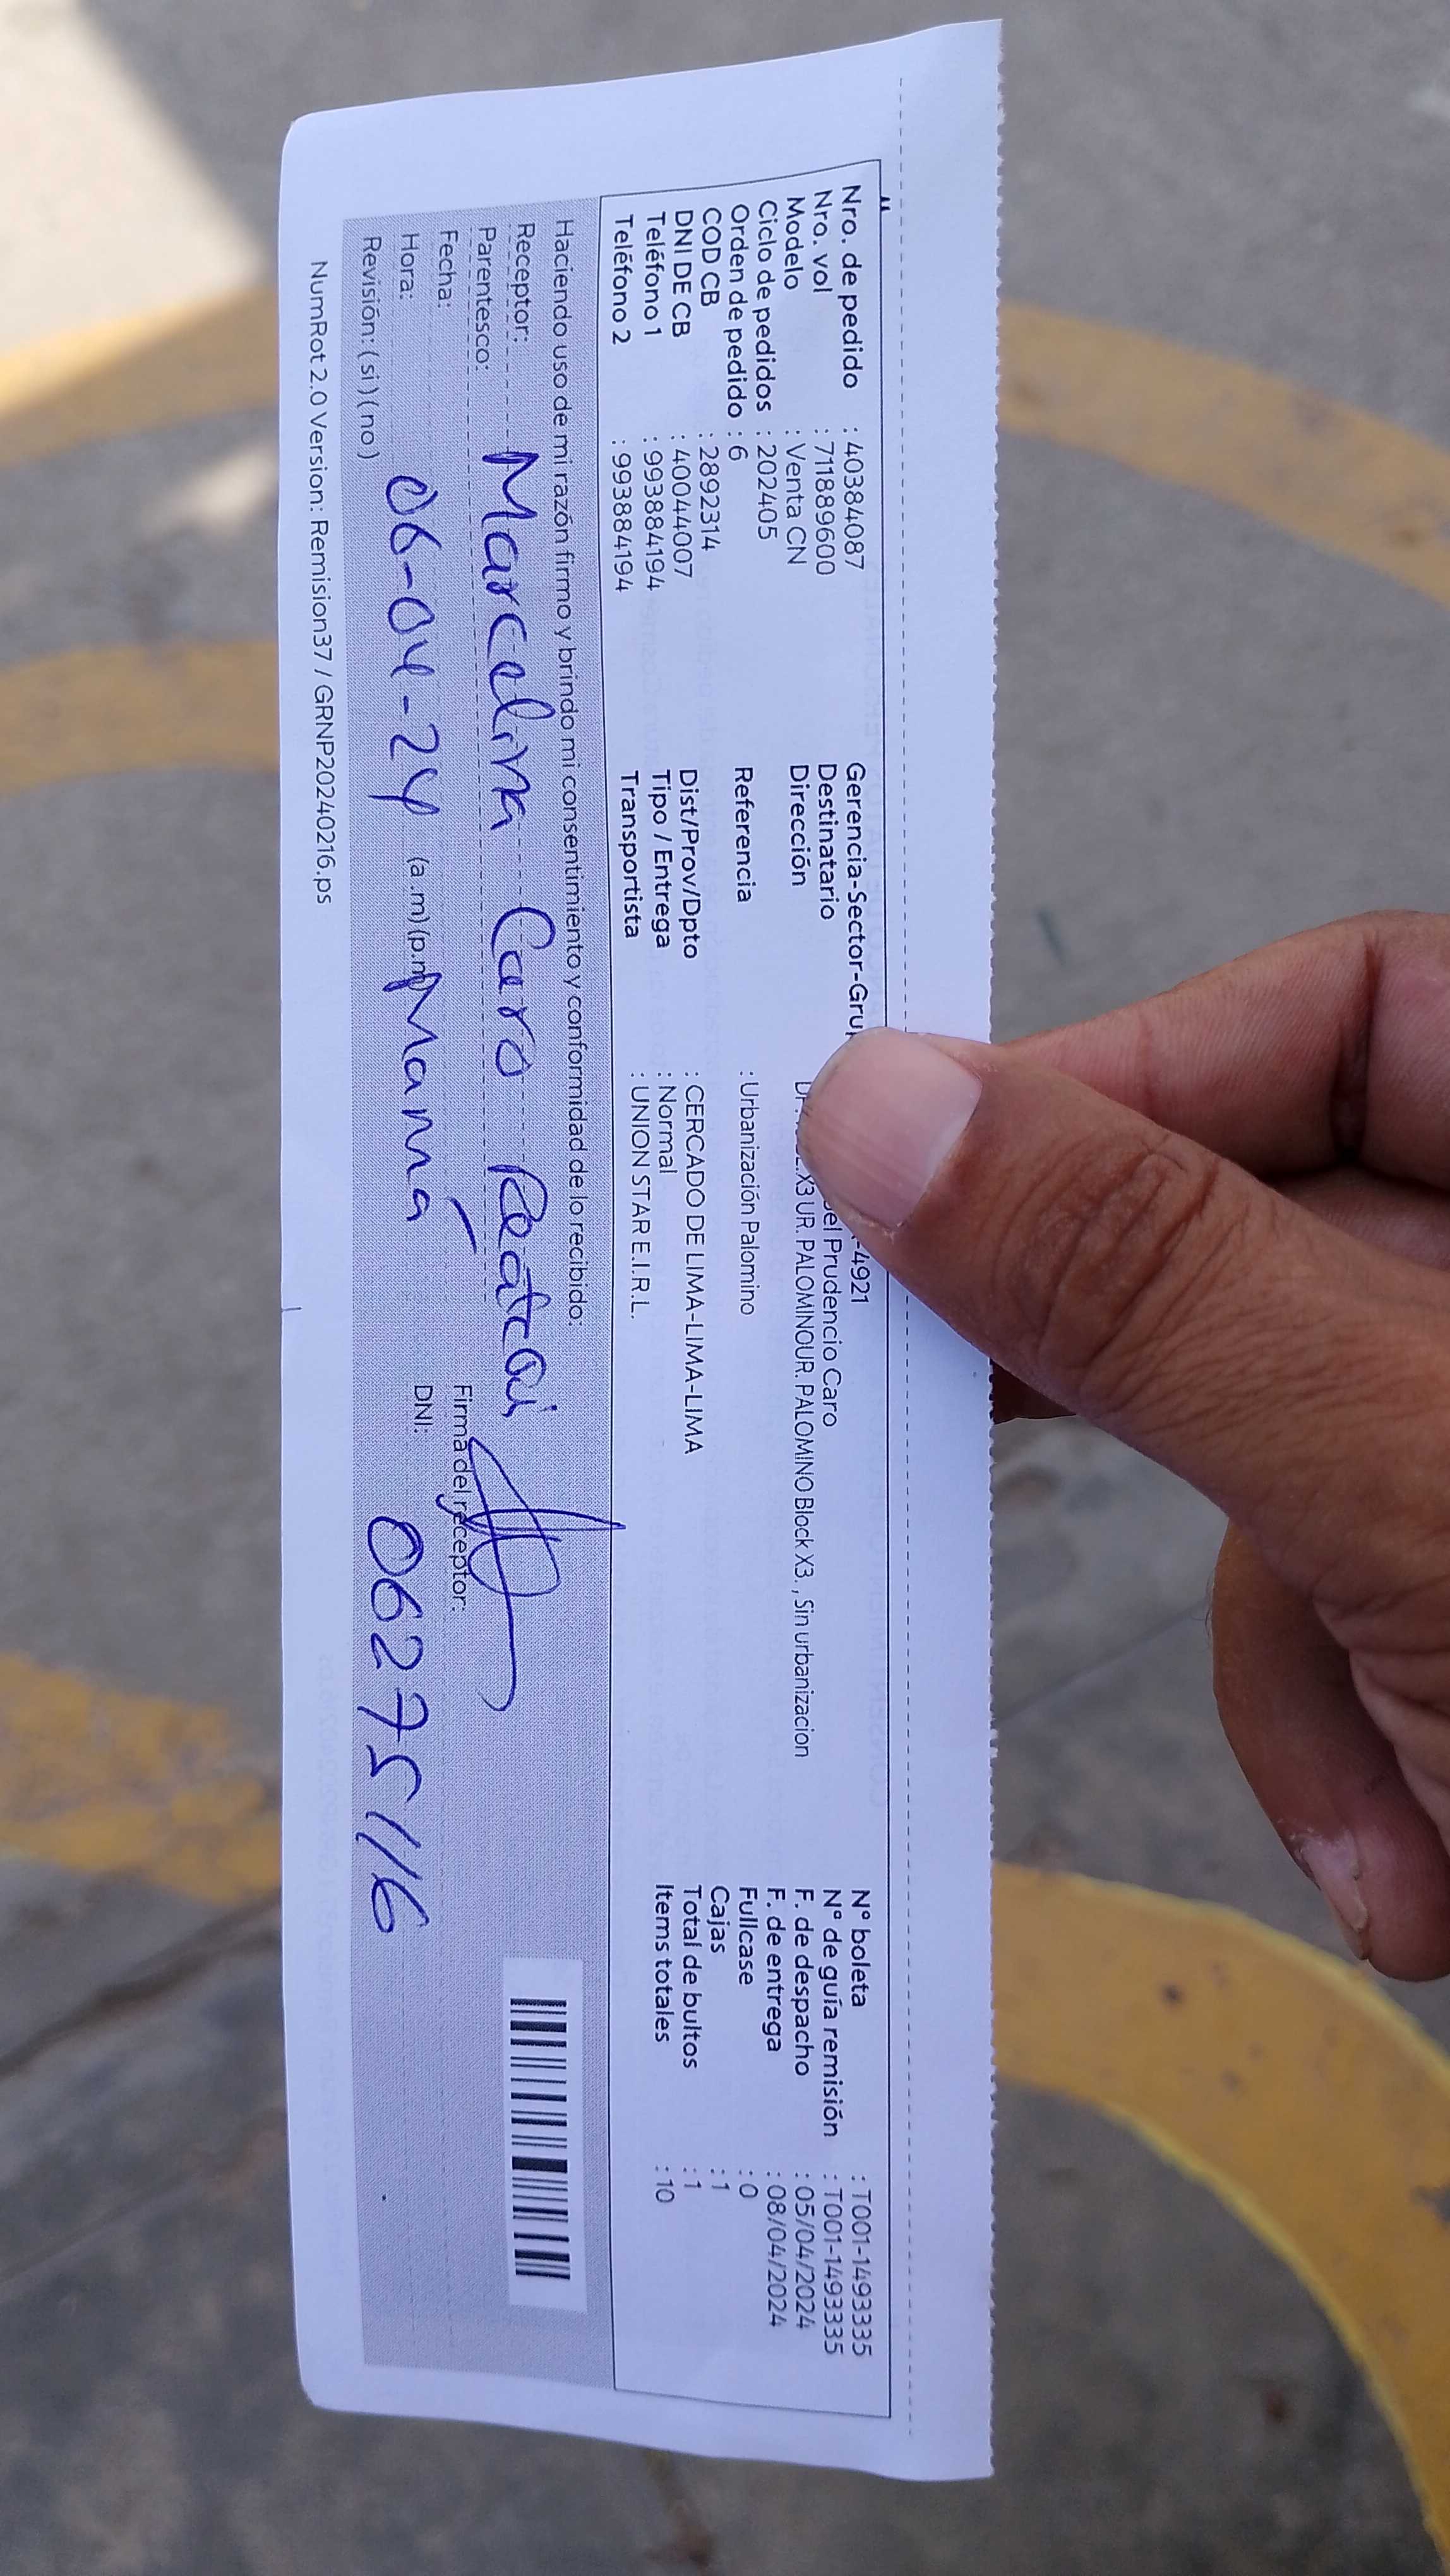 Nro. de pedido : 40384087
Nro. vol : 711889600
Modelo : Venta CN
Ciclo de pedidos : 202405
Orden de pedido : 6
COD CB : 2892314
DNI DE CB : 40044007
Teléfono 1 : 993884194
Teléfono 2 : 993884194
Gerencia-Sector- -4921
Destinatario Prudencio Caro
Dirección X3 UR. PALOMINOUR. PALOMINO Block X3. , Sin urbanizacion
Referencia : Urbanización Palomino
Dist/Prov/Dpto : CERCADO DE LIMA-LIMA-LIMA
Tipo / Entrega : Normal
Transportista : UNION STAR E.I.R.L.
N° boleta : T001-1493335
N° de guía remisión : T001-1493335
F. de despacho : 05/04/2024
F. de entrega : 08/04/2024
Fullcase : 0
Cajas : 1
Total de bultos : 1
Items totales : 10
Haciendo uso de mi razón firmo y brindo mi consentimiento y conformidad de lo recibido:
Receptor: Marcelina Caro
Parentesco:
Fecha: 06-04-24 Mama
Hora: (a.m)(p.m)
Revisión: ( si ) ( no )
Firma del receptor:
DNI: 06275116
NumRot 2.0 Version: Remision37 / GRNP20240216.ps